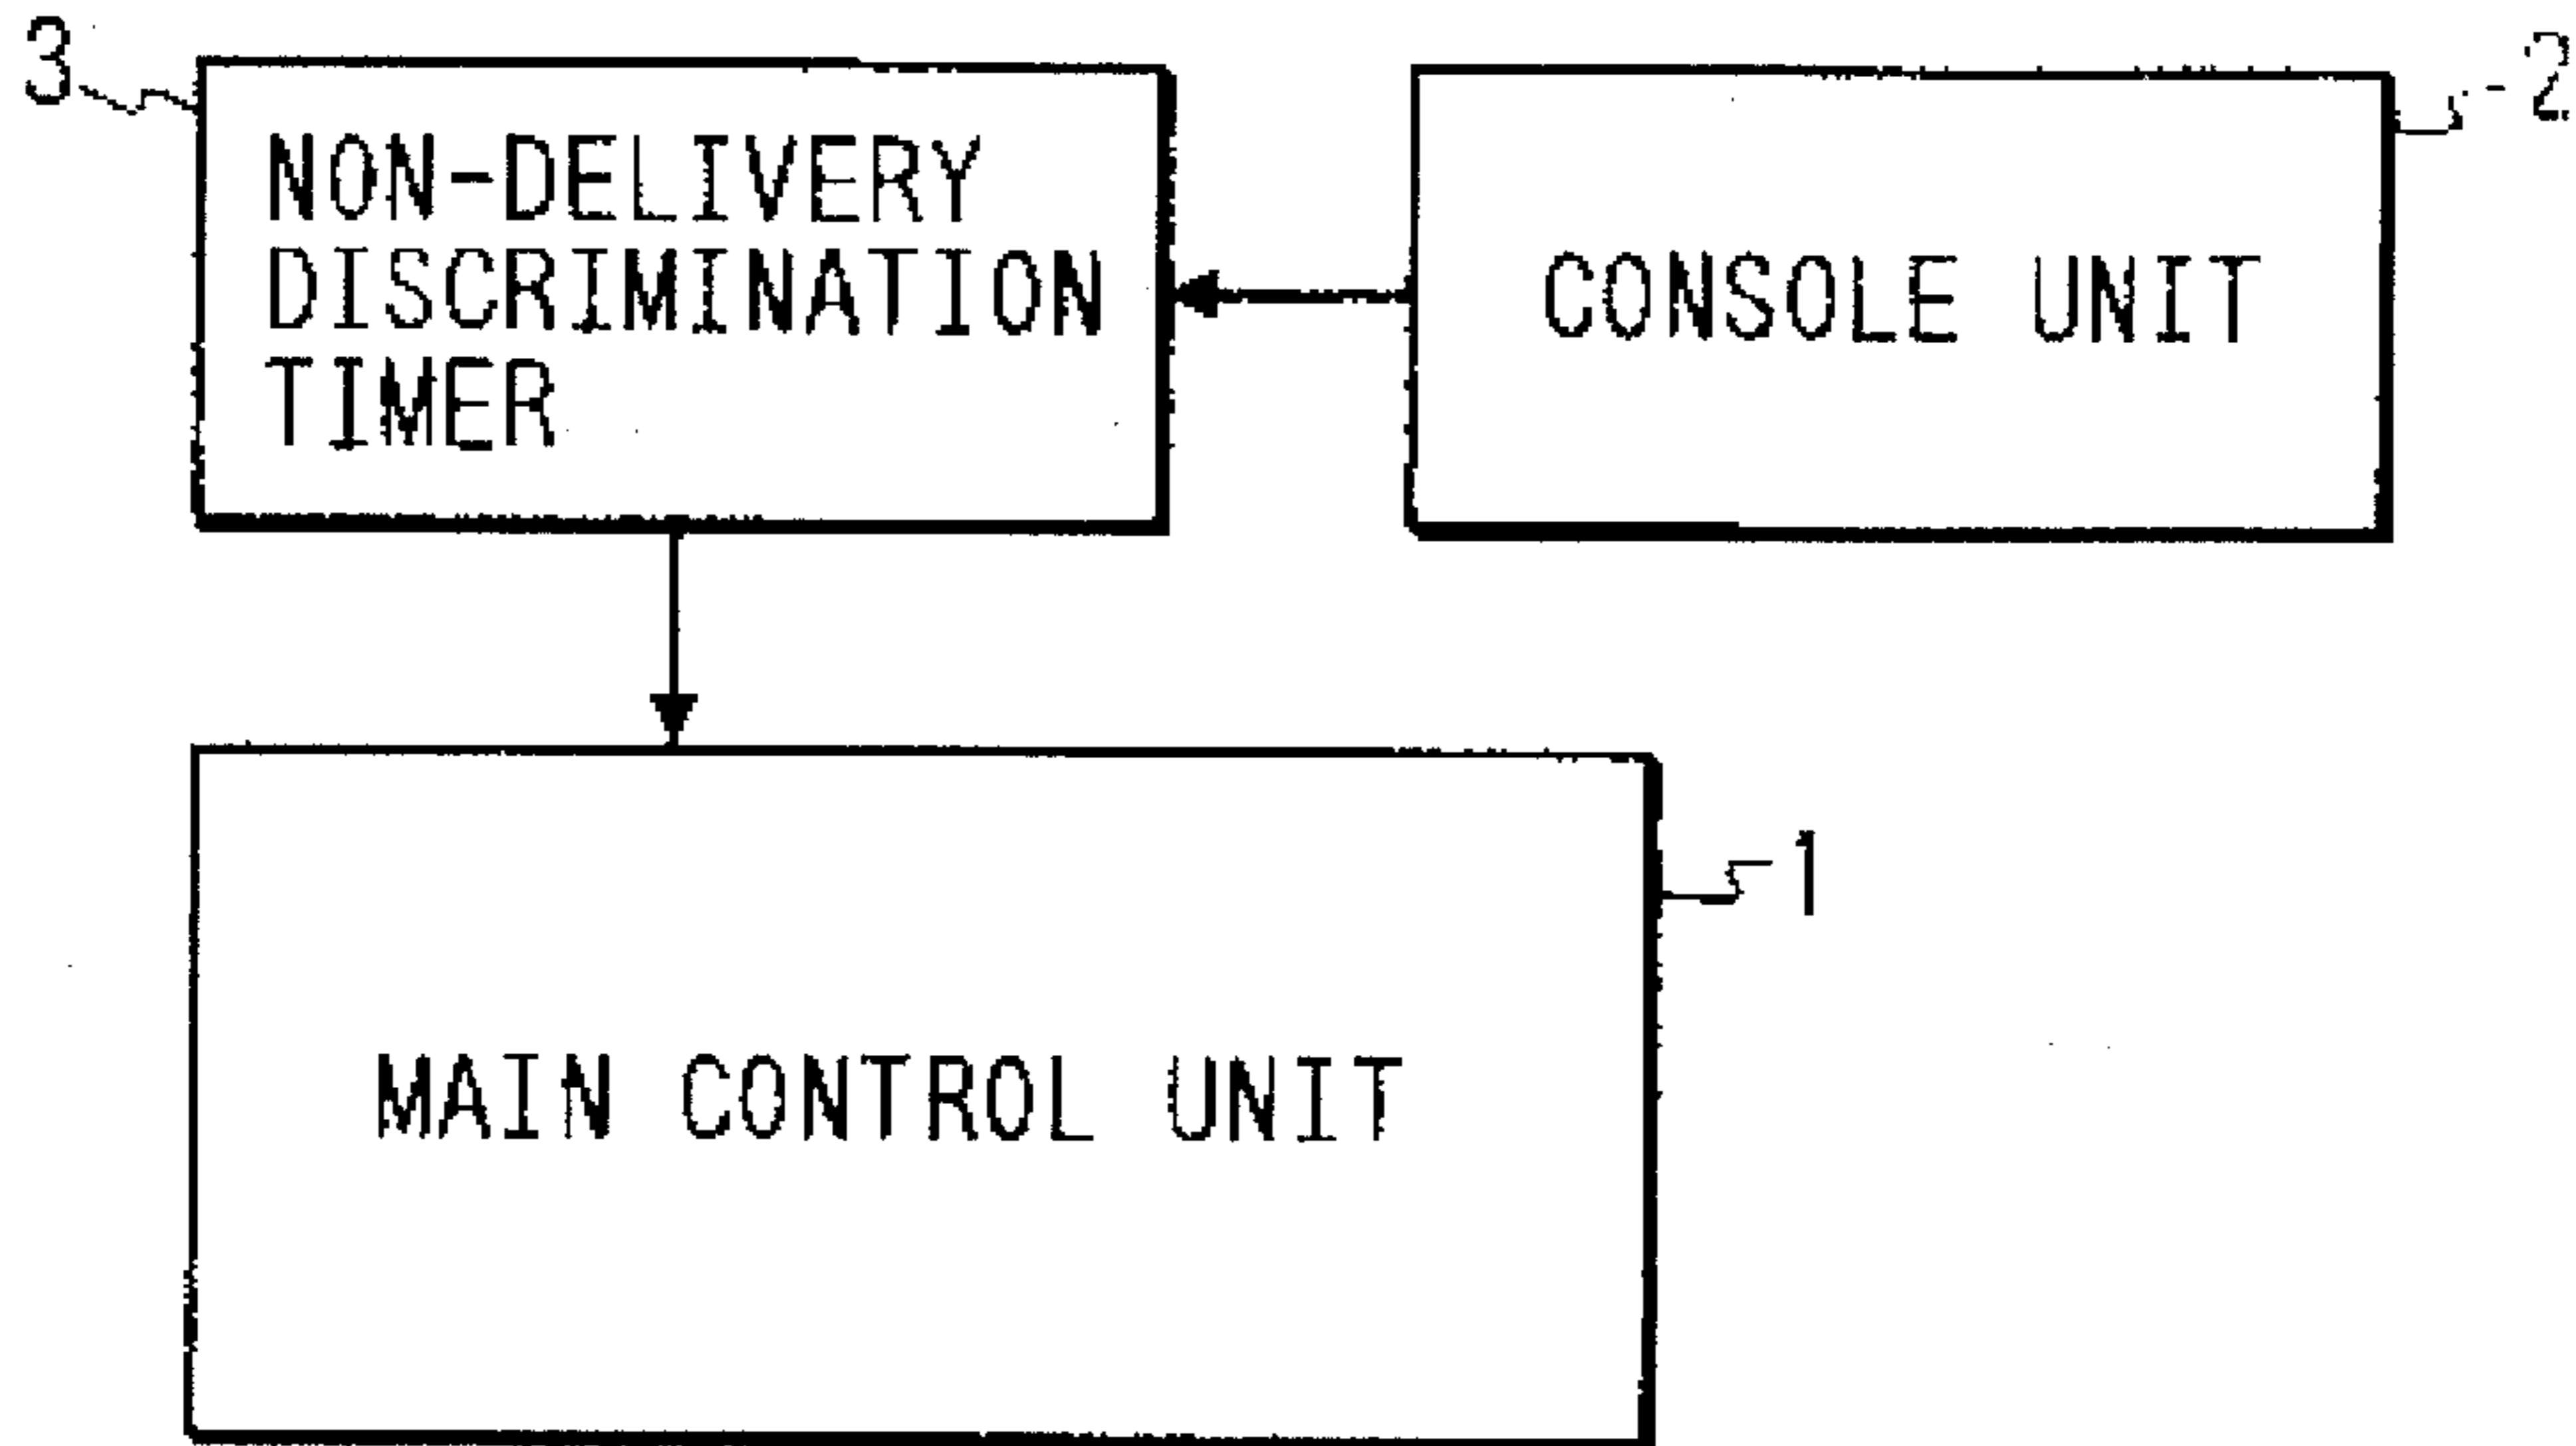 3
NON-DELIVERY
DISCRIMINATION
TIMER
CONSOLE UNIT
2
MAIN CONTROL UNIT
1